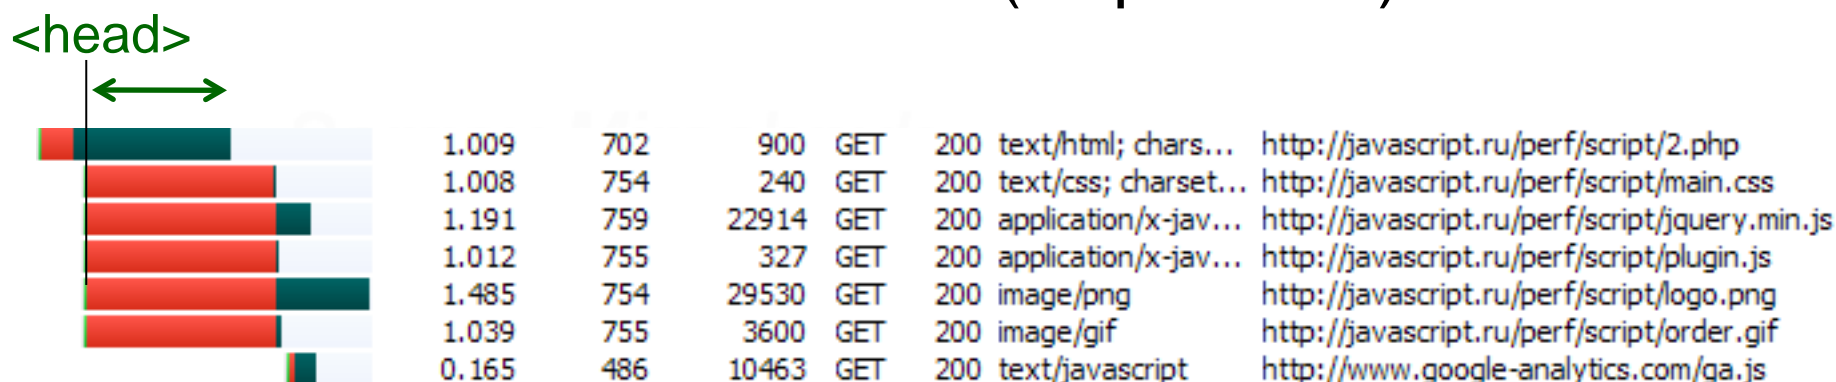 <head>
1.009 702 900 GET 200 text/html; chars... http://javascript.ru/perf/script/2.php
1.008 754 240 GET 200 text/css; charset... http://javascript.ru/perf/script/main.css
1.191 759 22914 GET 200 application/x-jav... http://javascript.ru/perf/script/jquery.min.js
1.012 755 327 GET 200 application/x-jav... http://javascript.ru/perf/script/plugin.js
1.485 754 29530 GET 200 image/png http://javascript.ru/perf/script/logo.png
1.039 755 3600 GET 200 image/gif http://javascript.ru/perf/script/order.gif
0.165 486 10463 GET 200 text/javascript http://www.google-analytics.com/ga.js